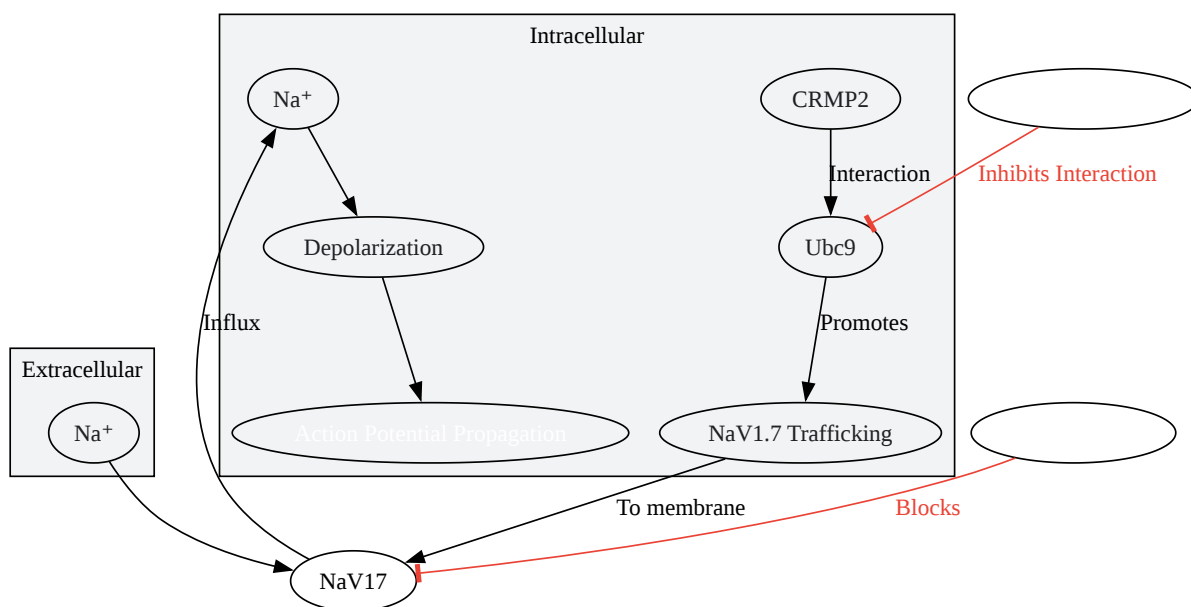 Intracellular
Na⁺
CRMP2
Interaction
Inhibits Interaction
Depolarization
Ubc9
Influx
Promotes
Extracellular
Na⁺
Action Potential Propagation
NaV1.7 Trafficking
To membrane
Blocks
NaV17